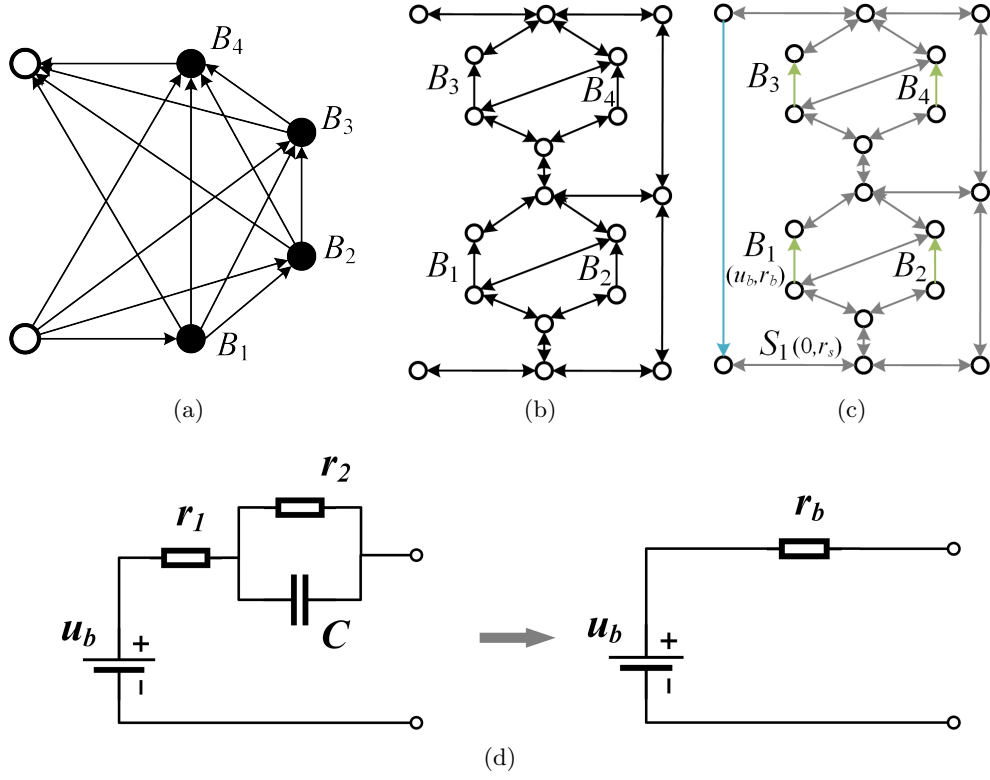 B4
B3
B2
B1
(a)
B3
B4
B1
B2
(b)
B3
B4
B1
(ub,rb)
B2
S1(0,rs)
(c)
r2
r1
C
ub
+
−
rb
ub
+
−
(d)